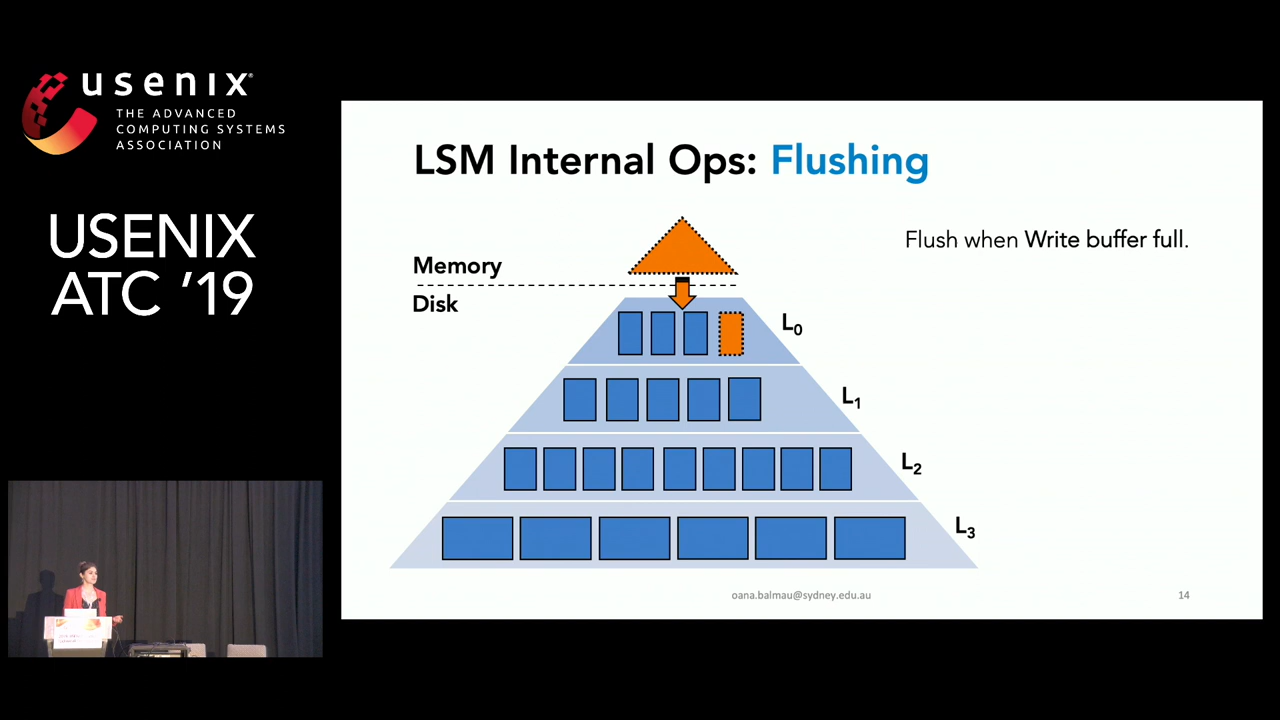 usenix
THE ADVANCED
COMPUTING SYSTEMS
ASSOCIATION
USENIX
ATC '19
LSM Internal Ops: Flushing
Flush when Write buffer full.
Memory
Disk
L0
L1
L2
L3
oana.balmau@sydney.edu.au
14